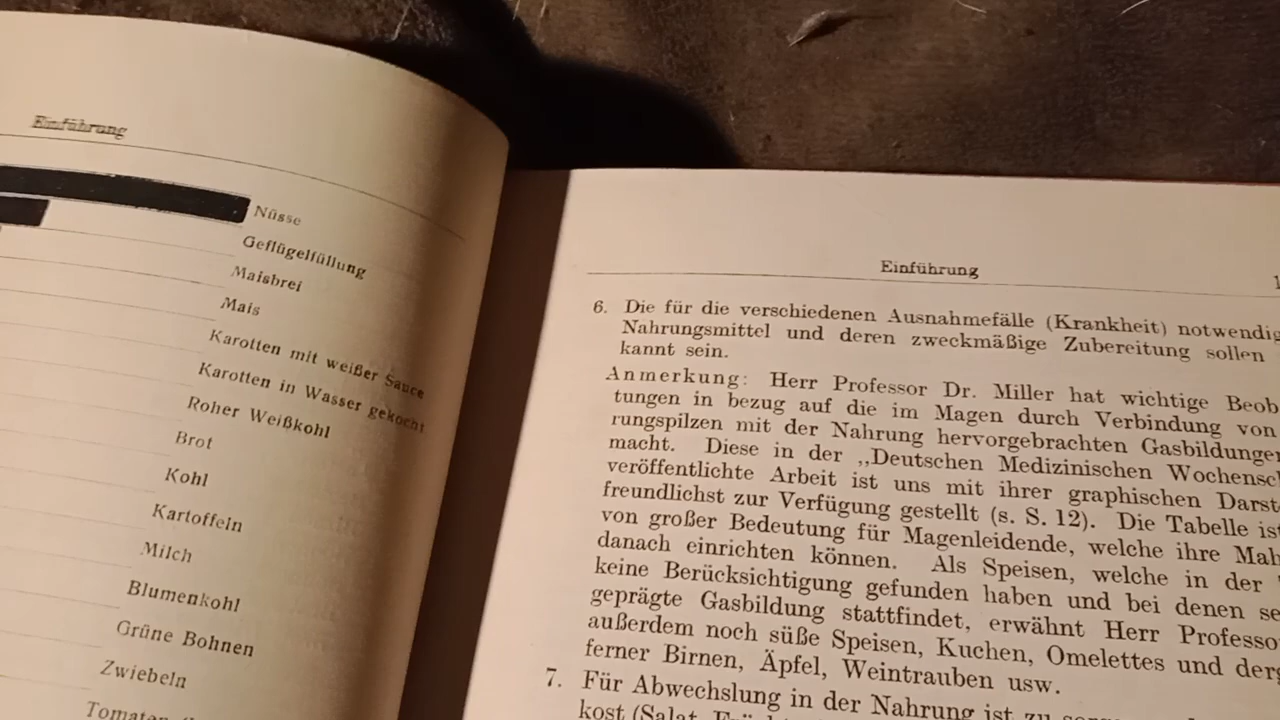 Einführung
Nüsse
Geflügelfüllung
Maisbrei
Mais
Karotten mit weißer Sauce
Karotten in Wasser gekocht
Roher Weißkohl
Brot
Kohl
Kartoffeln
Milch
Blumenkohl
Grüne Bohnen
Zwiebeln
Tomaten
Einführung
6. Die für die verschiedenen Ausnahmefälle (Krankheit) notwendig
Nahrungsmittel und deren zweckmäßige Zubereitung sollen
kannt sein.
Anmerkung: Herr Professor Dr. Miller hat wichtige Beob
tungen in bezug auf die im Magen durch Verbindung von
rungspilzen mit der Nahrung hervorgebrachten Gasbildungen
macht. Diese in der „Deutschen Medizinischen Wochensc
veröffentlichte Arbeit ist uns mit ihrer graphischen Darst
freundlichst zur Verfügung gestellt (s. S. 12). Die Tabelle ist
von großer Bedeutung für Magenleidende, welche ihre Mah
danach einrichten können. Als Speisen, welche in der
keine Berücksichtigung gefunden haben und bei denen se
geprägte Gasbildung stattfindet, erwähnt Herr Professo
außerdem noch süße Speisen, Kuchen, Omelettes und derg
ferner Birnen, Äpfel, Weintrauben usw.
7. Für Abwechslung in der Nahrung ist zu
kost (Salat,